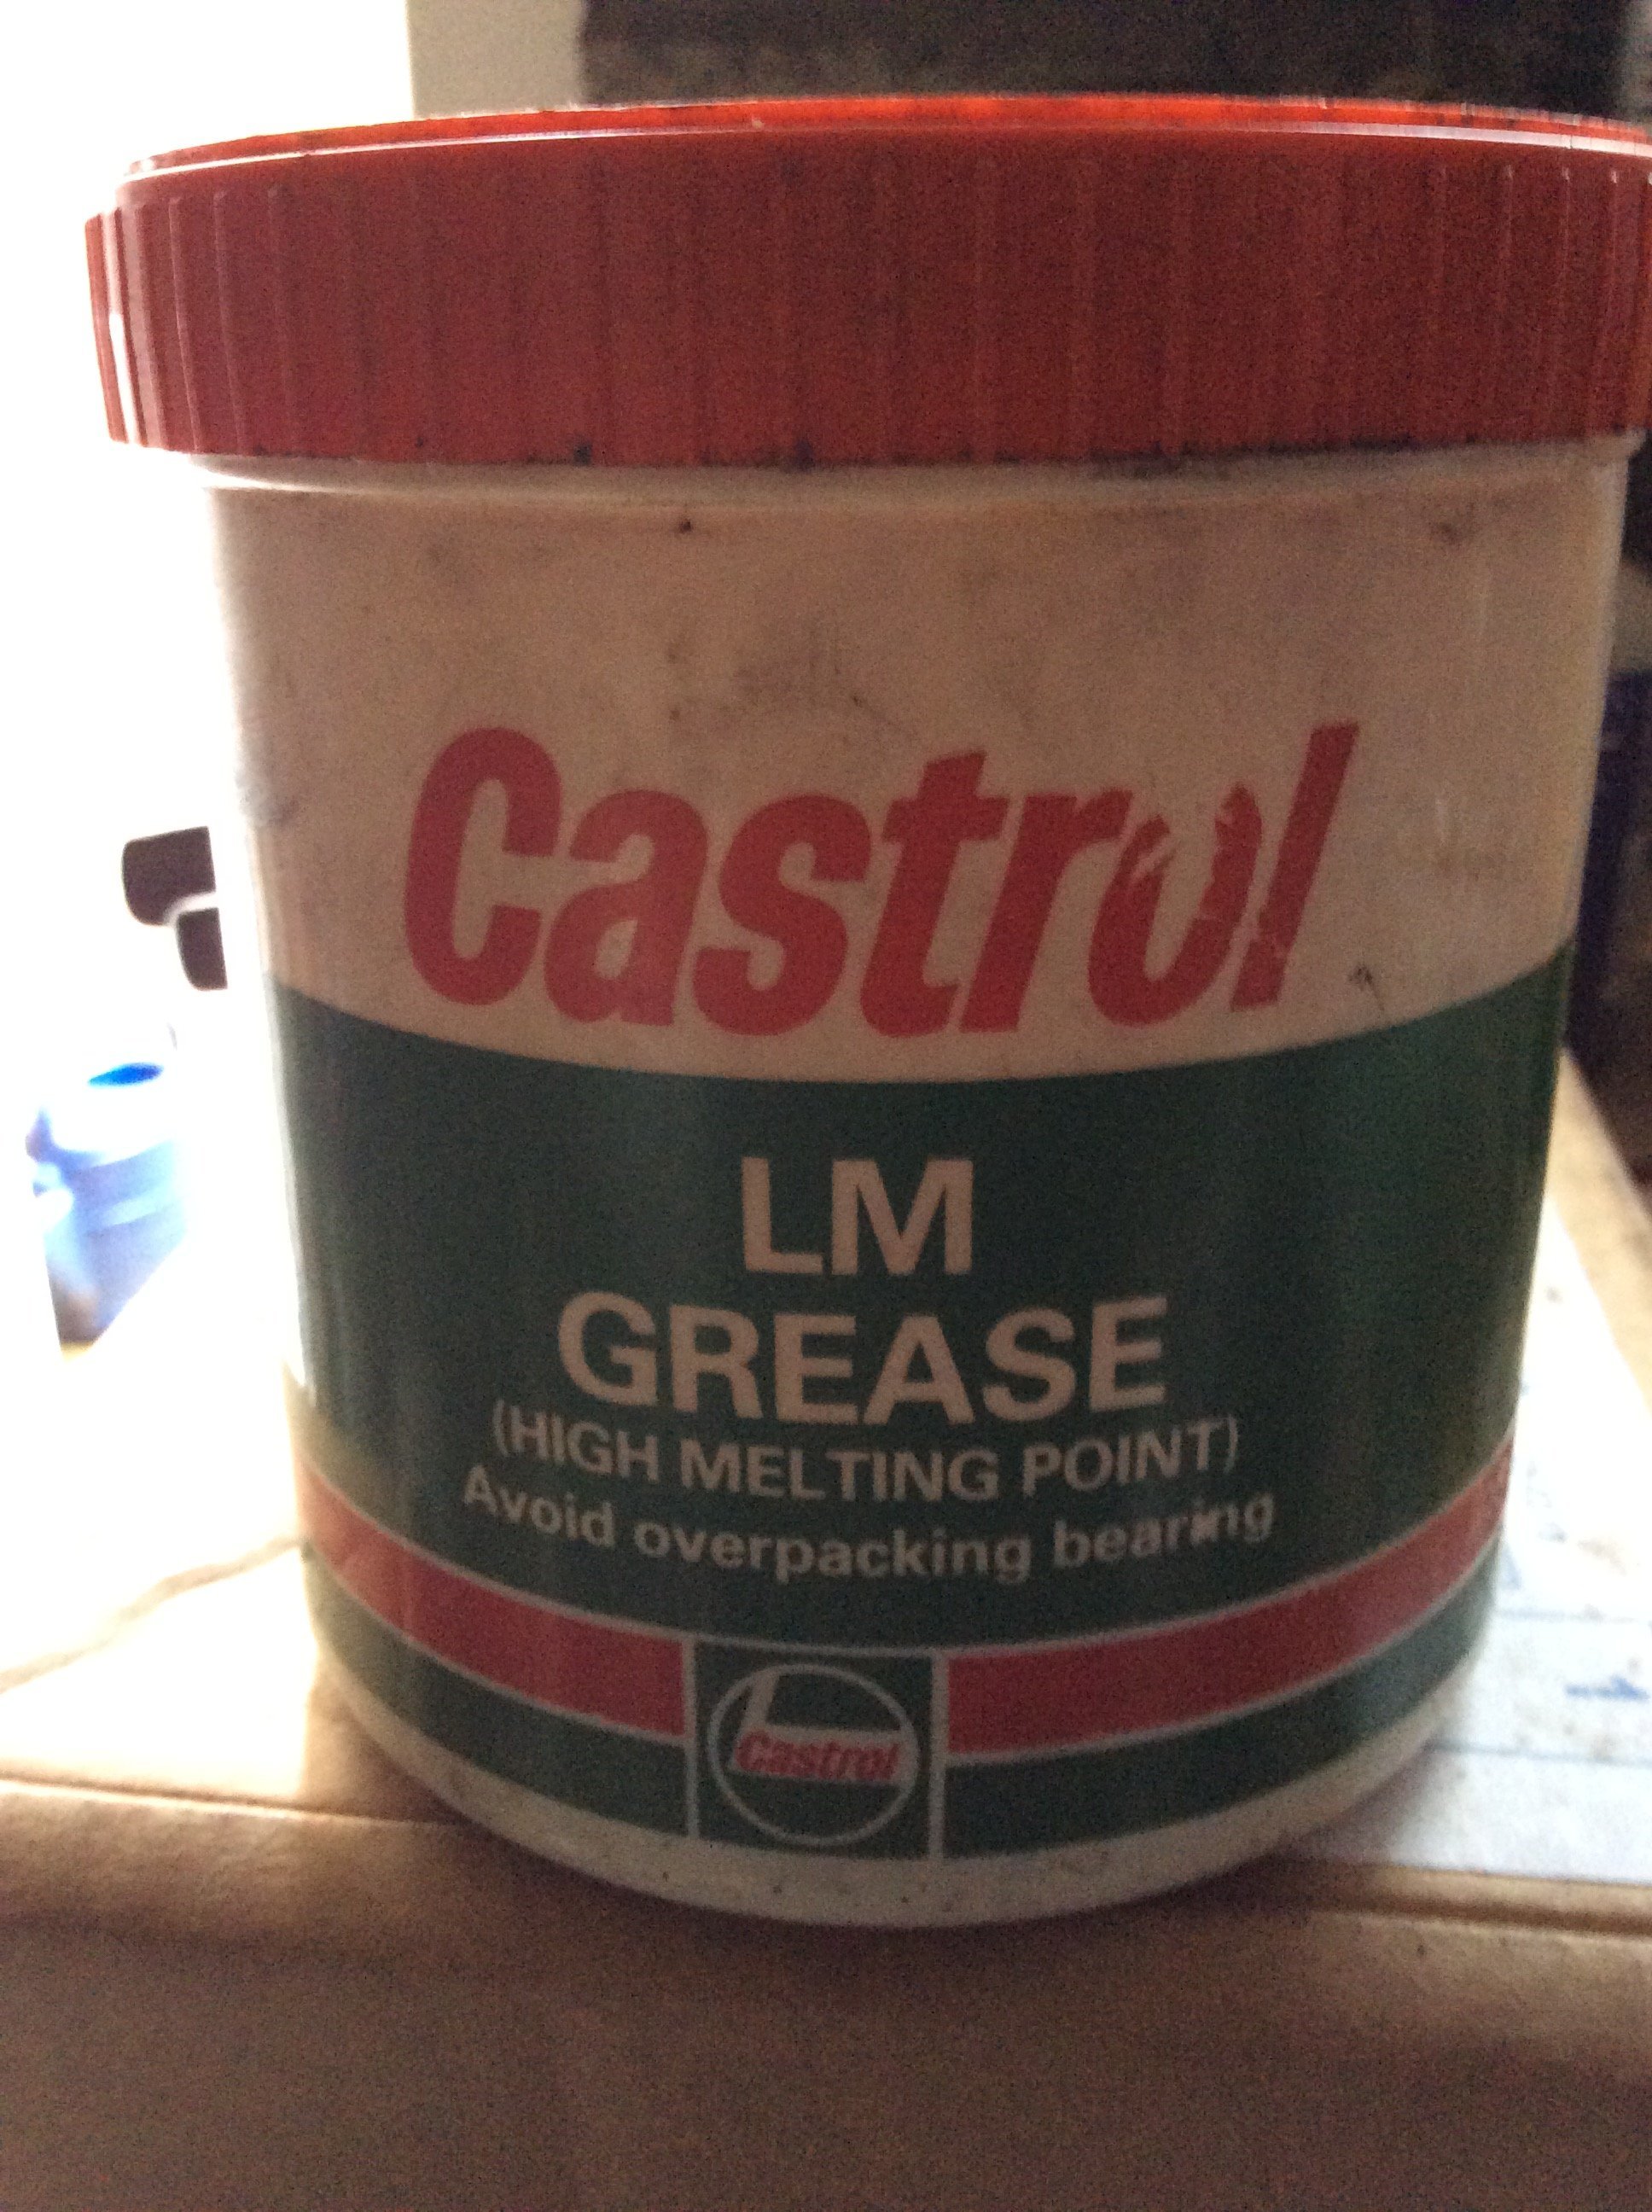 Castrol
LM
GREASE
(HIGH MELTING POINT)
Avoid overpacking bearing
Castrol